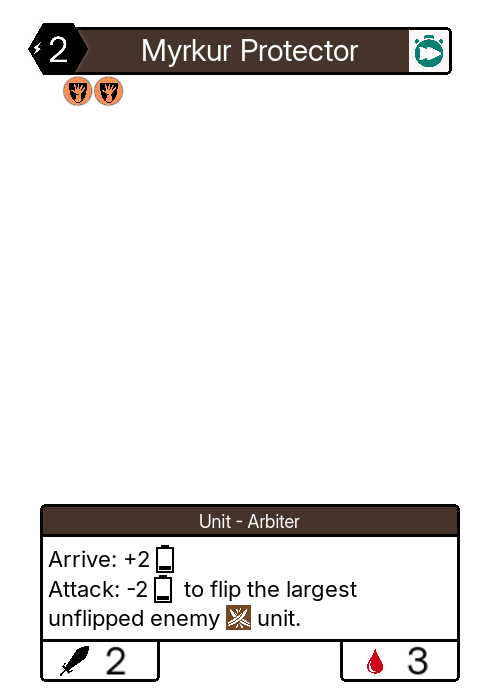 2
Myrkur Protector
Unit - Arbiter
Arrive: +2
Attack: -2 to flip the largest
unflipped enemy unit.
2
3